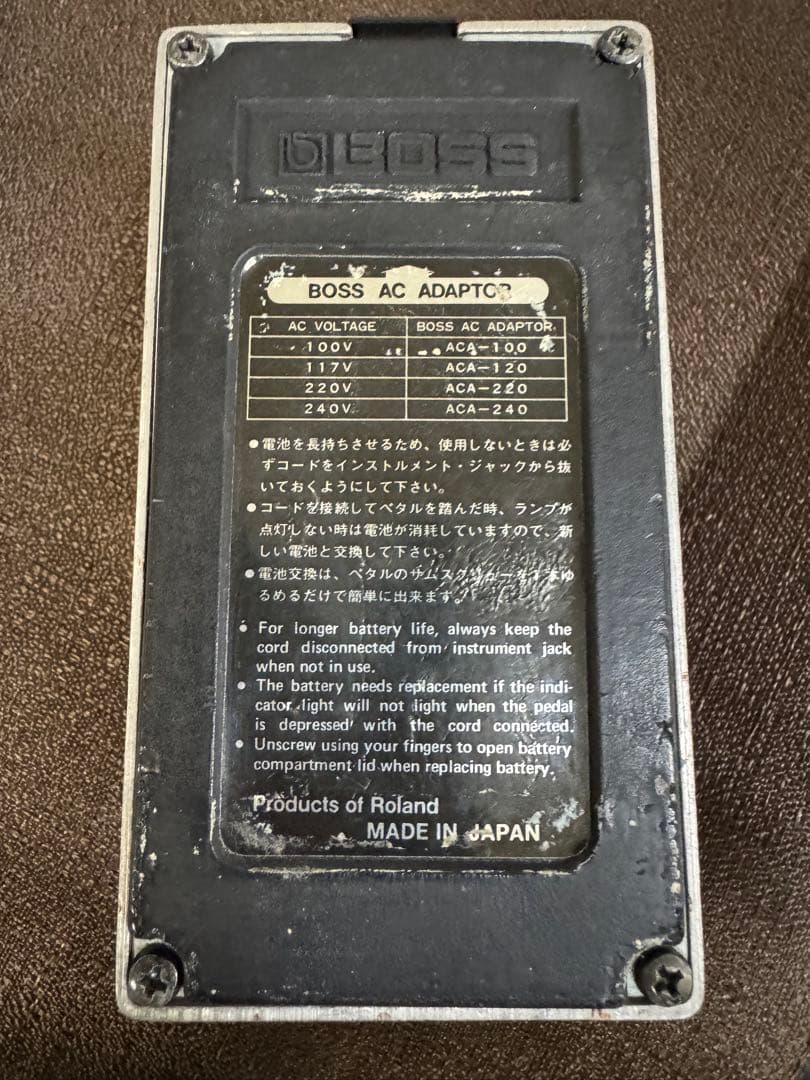 BOSS
BOSS AC ADAPTOR
AC VOLTAGE BOSS AC ADAPTOR
100V ACA-100
117V ACA-120
220V ACA-220
240V ACA-240
●電池を長持ちさせるため、使用しないときは必
ずコードをインストルメント・ジャックから抜
いておくようにして下さい。
●コードを接続してペタルを踏んだ時、ランプが
点灯しない時は電池が消耗していますので、新
しい電池と交換して下さい。
●電池交換は、ペタルのサムスクリューを
るめるだけで簡単に出来ます。
● For longer battery life, always keep the
cord disconnected from instrument jack
when not in use.
● The battery needs replacement if the indi-
cator light will not light when the pedal
is depressed with the cord connected.
● Unscrew using your fingers to open battery
compartment lid when replacing battery.
Products of Roland
MADE IN JAPAN